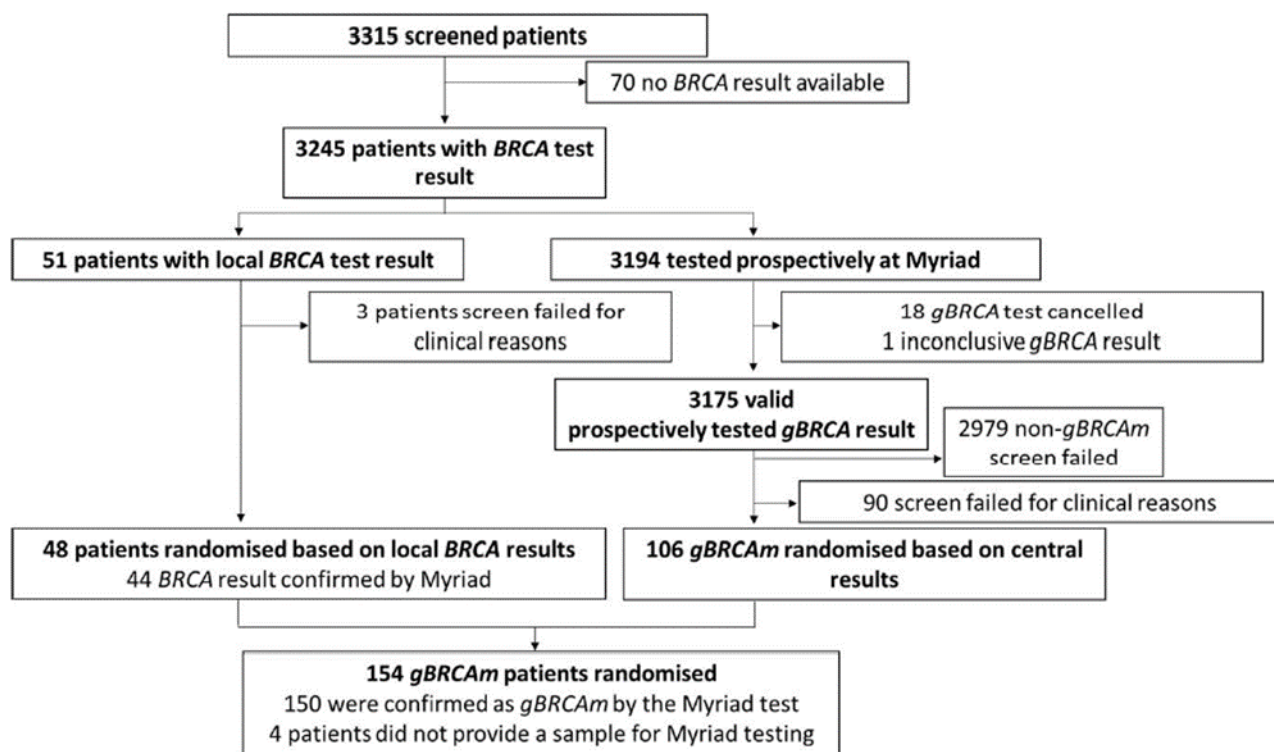 3315 screened patients
70 no BRCA result available
3245 patients with BRCA test
result
51 patients with local BRCA test result
3194 tested prospectively at Myriad
3 patients screen failed for
clinical reasons
18 gBRCA test cancelled
1 inconclusive gBRCA result
3175 valid
prospectively tested gBRCA result
2979 non-gBRCAm
screen failed
90 screen failed for clinical reasons
48 patients randomised based on local BRCA results
44 BRCA result confirmed by Myriad
106 gBRCAm randomised based on central
results
154 gBRCAm patients randomised
150 were confirmed as gBRCAm by the Myriad test
4 patients did not provide a sample for Myriad testing